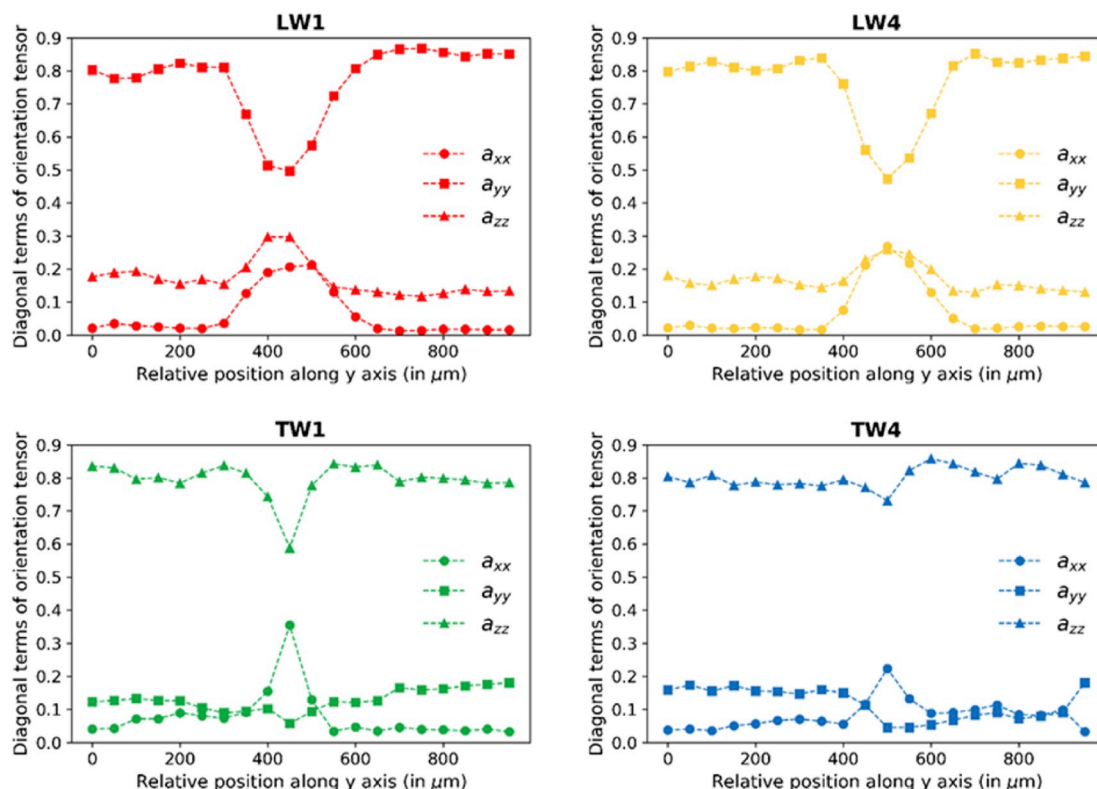 LW1
Diagonal terms of orientation tensor
0.9
0.8
0.7
0.6
0.5
0.4
0.3
0.2
0.1
0.0
a_xx
a_yy
a_zz
0 200 400 600 800
Relative position along y axis (in μm)
LW4
Diagonal terms of orientation tensor
0.9
0.8
0.7
0.6
0.5
0.4
0.3
0.2
0.1
0.0
a_xx
a_yy
a_zz
0 200 400 600 800
Relative position along y axis (in μm)
TW1
Diagonal terms of orientation tensor
0.9
0.8
0.7
0.6
0.5
0.4
0.3
0.2
0.1
0.0
a_xx
a_yy
a_zz
0 200 400 600 800
Relative position along y axis (in μm)
TW4
Diagonal terms of orientation tensor
0.9
0.8
0.7
0.6
0.5
0.4
0.3
0.2
0.1
0.0
a_xx
a_yy
a_zz
0 200 400 600 800
Relative position along y axis (in μm)